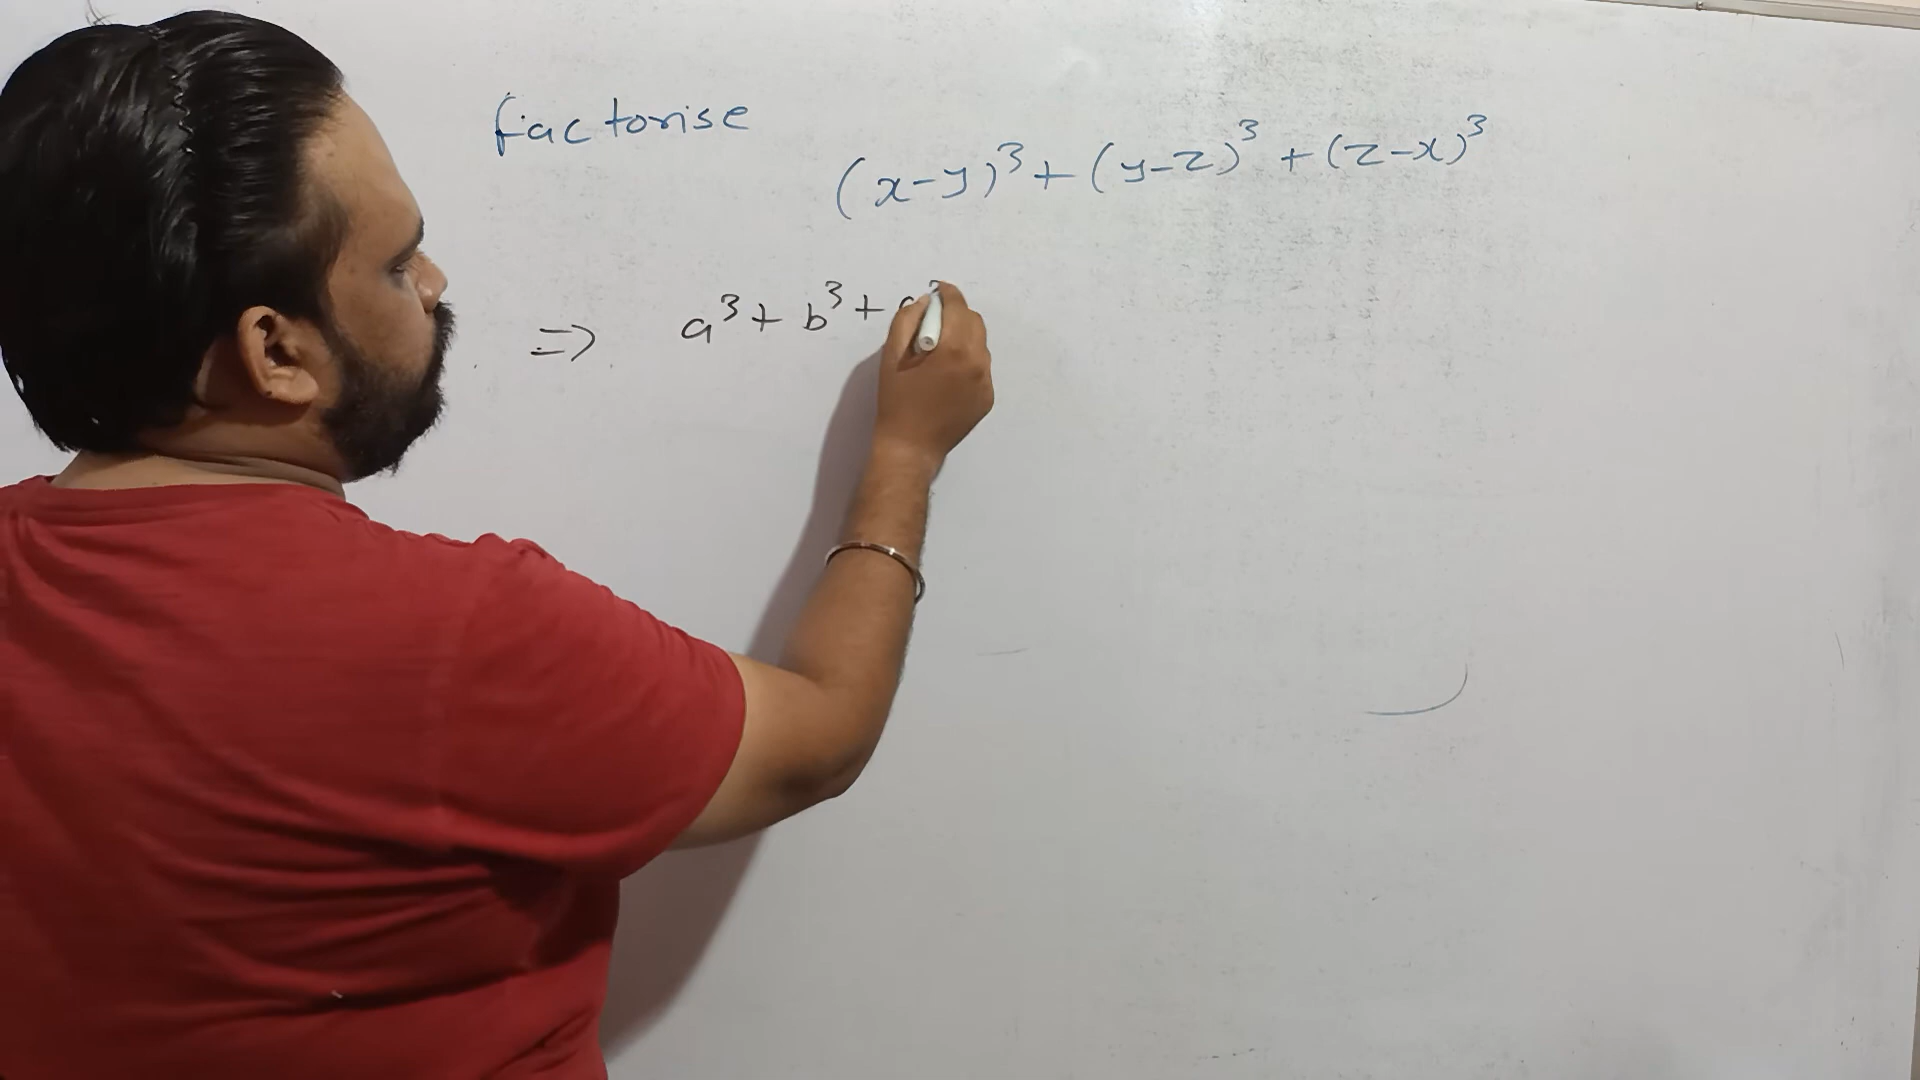 factorise
(x-y)³+(y-z)³+(z-x)³
=> a³+b³+